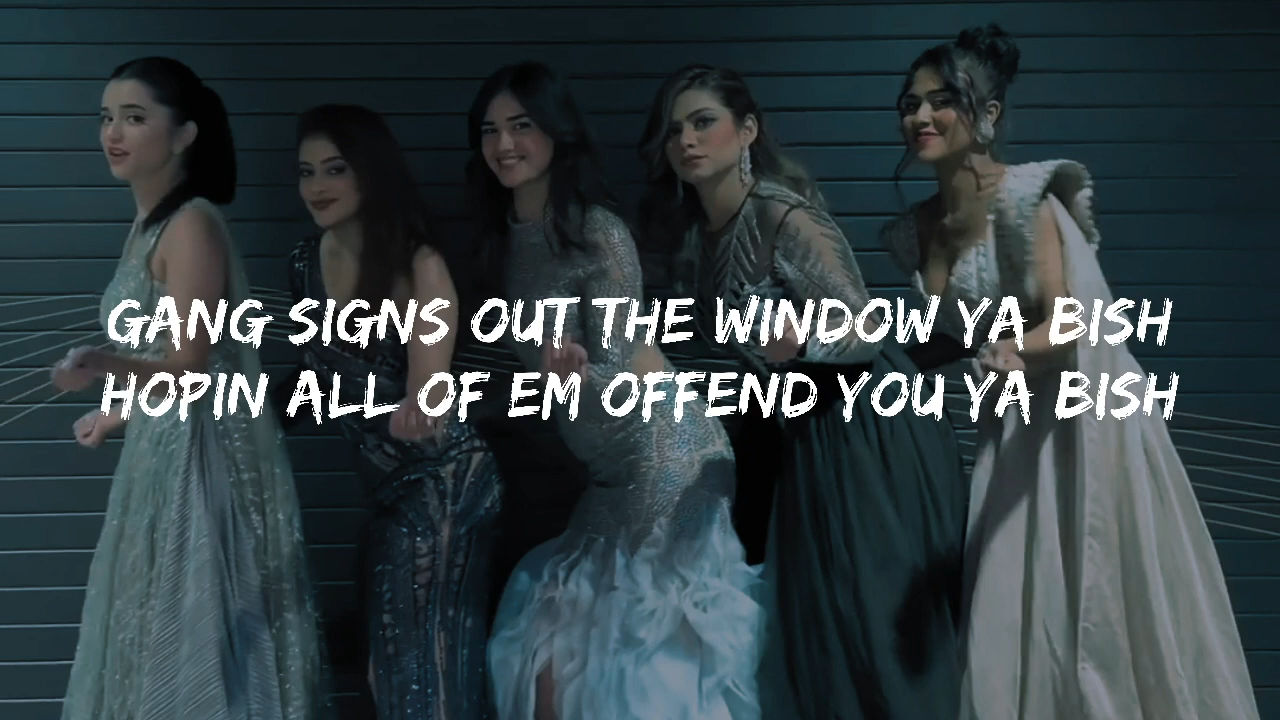 GANG SIGNS OUT THE WINDOW YA BISH
HOPIN ALL OF EM OFFEND YOU YA BISH